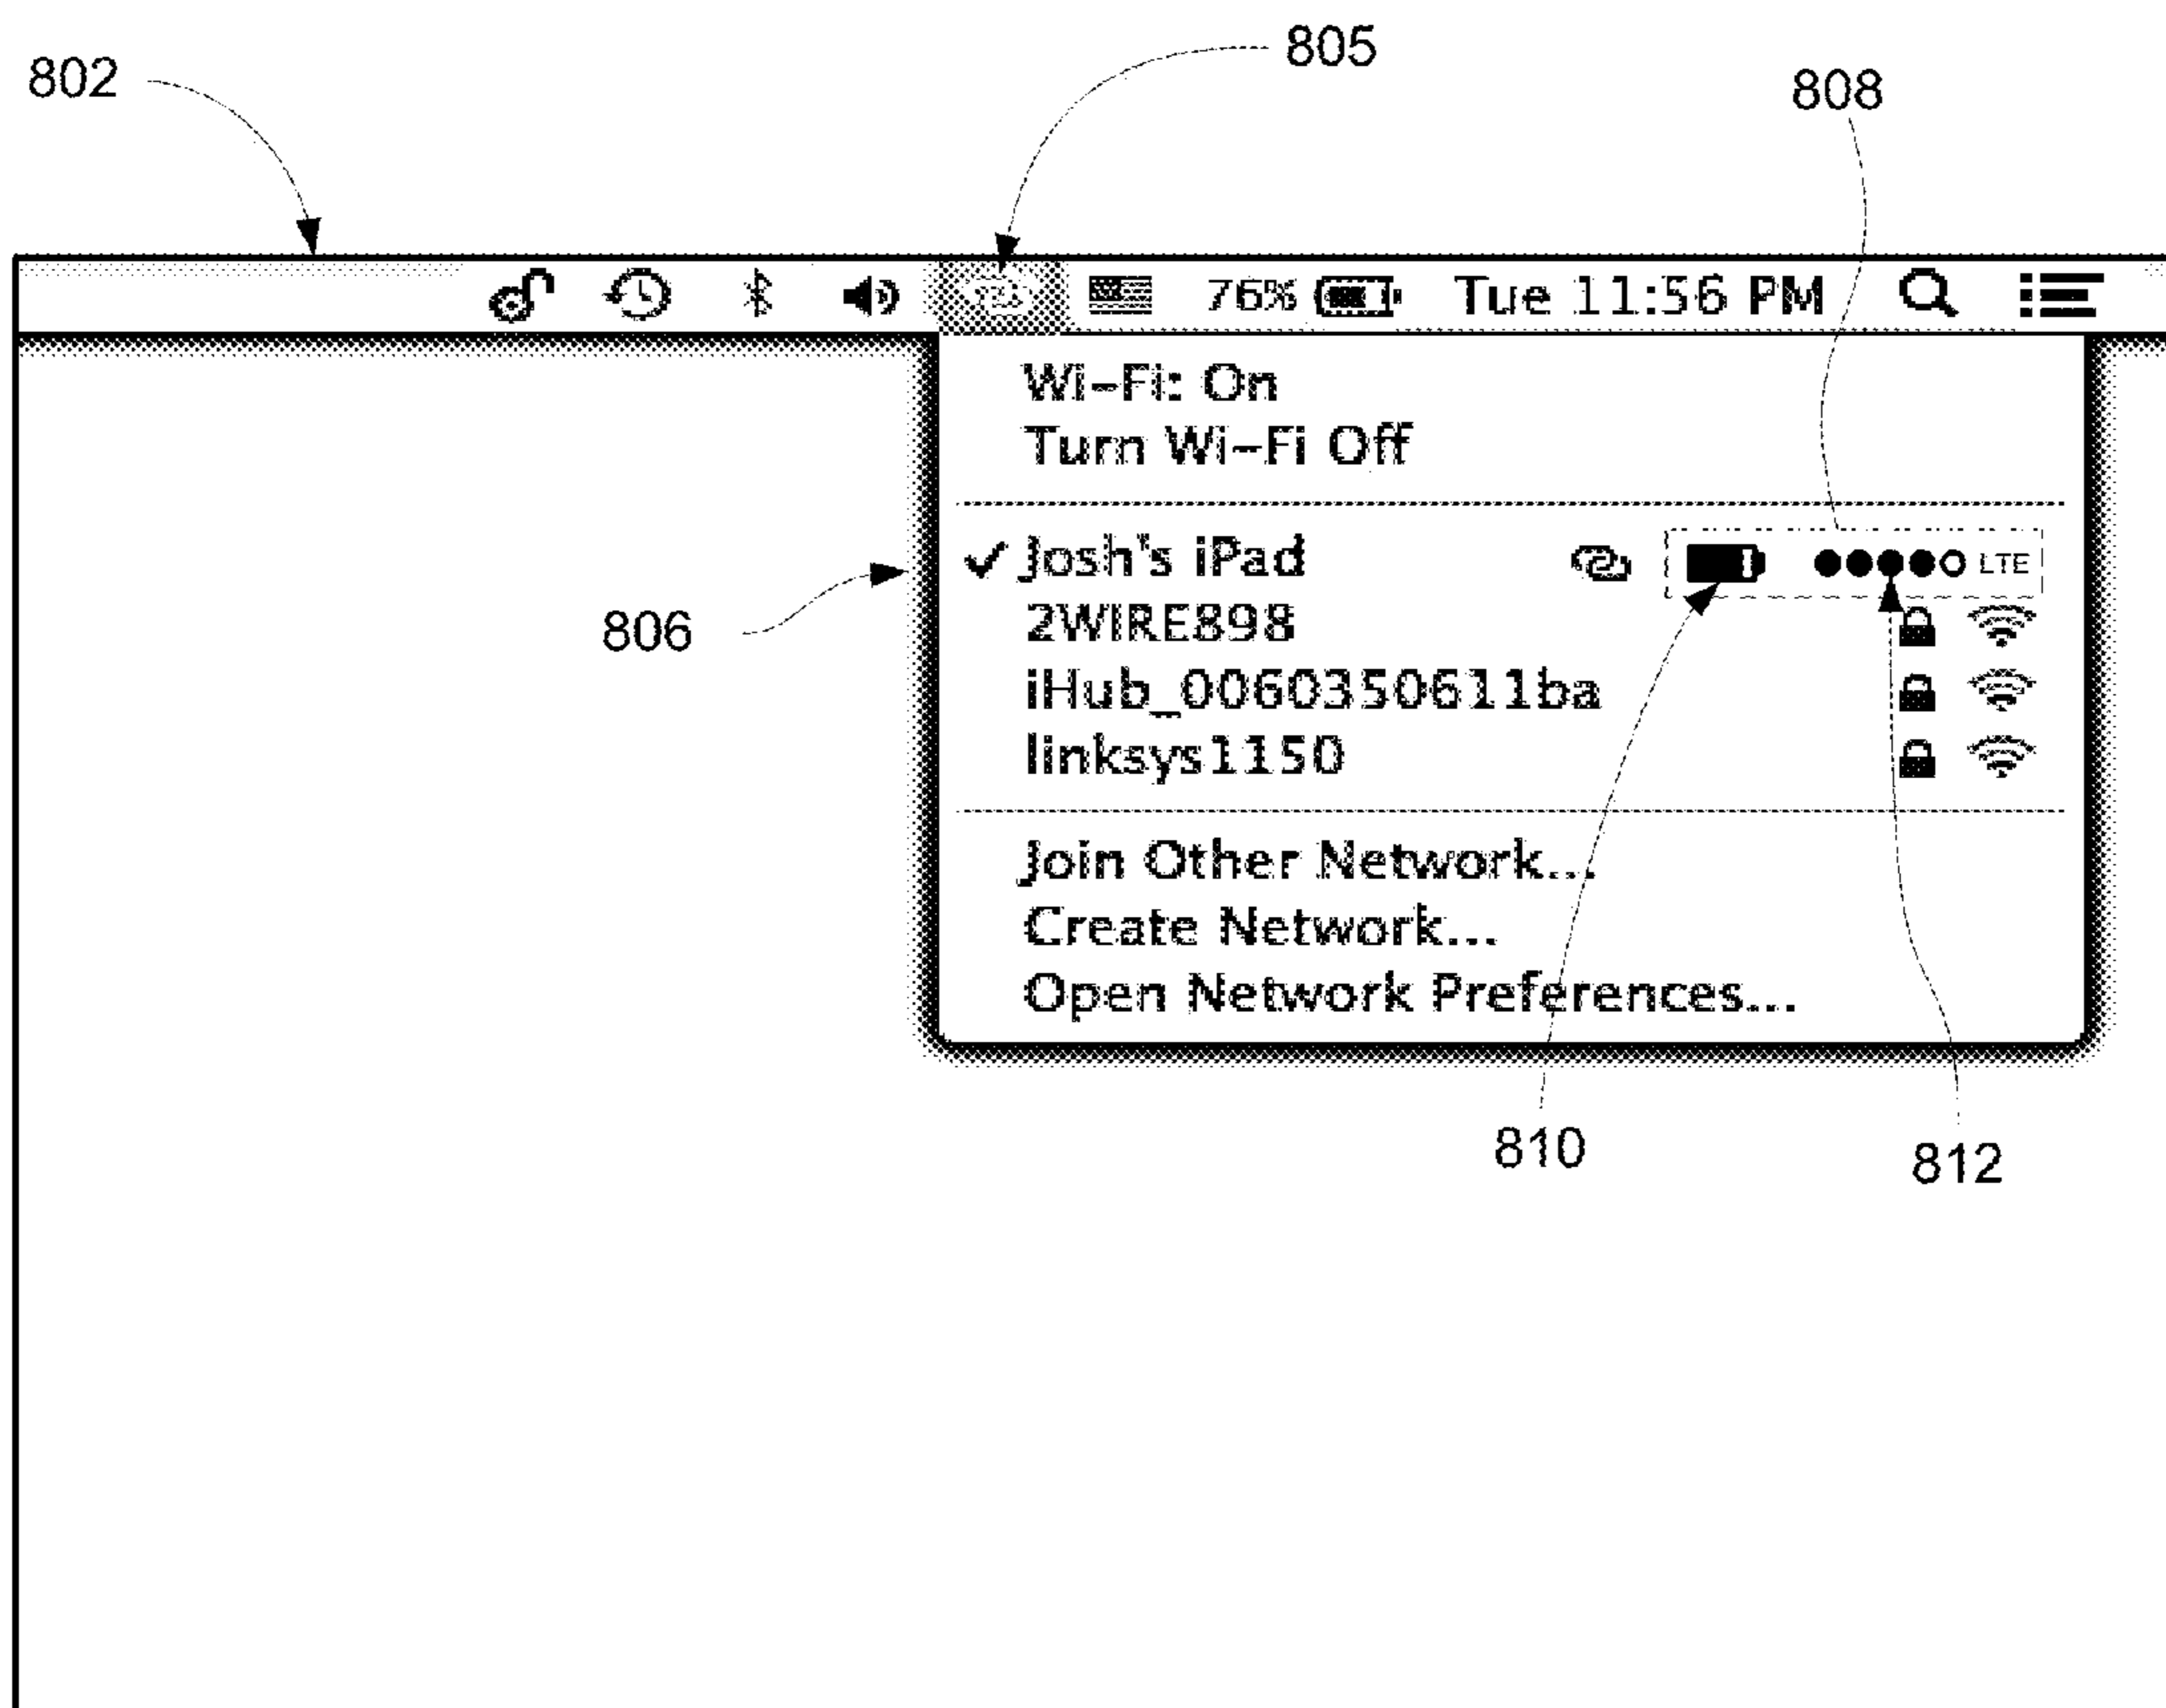 805
802
808
76% Tue 11:56 PM
Wi-Fi: On
Turn Wi-Fi Off
Josh's iPad LTE
806
2WIRE898
iHub_0060350611ba
linksys1150
Join Other Network...
Create Network...
Open Network Preferences...
810
812